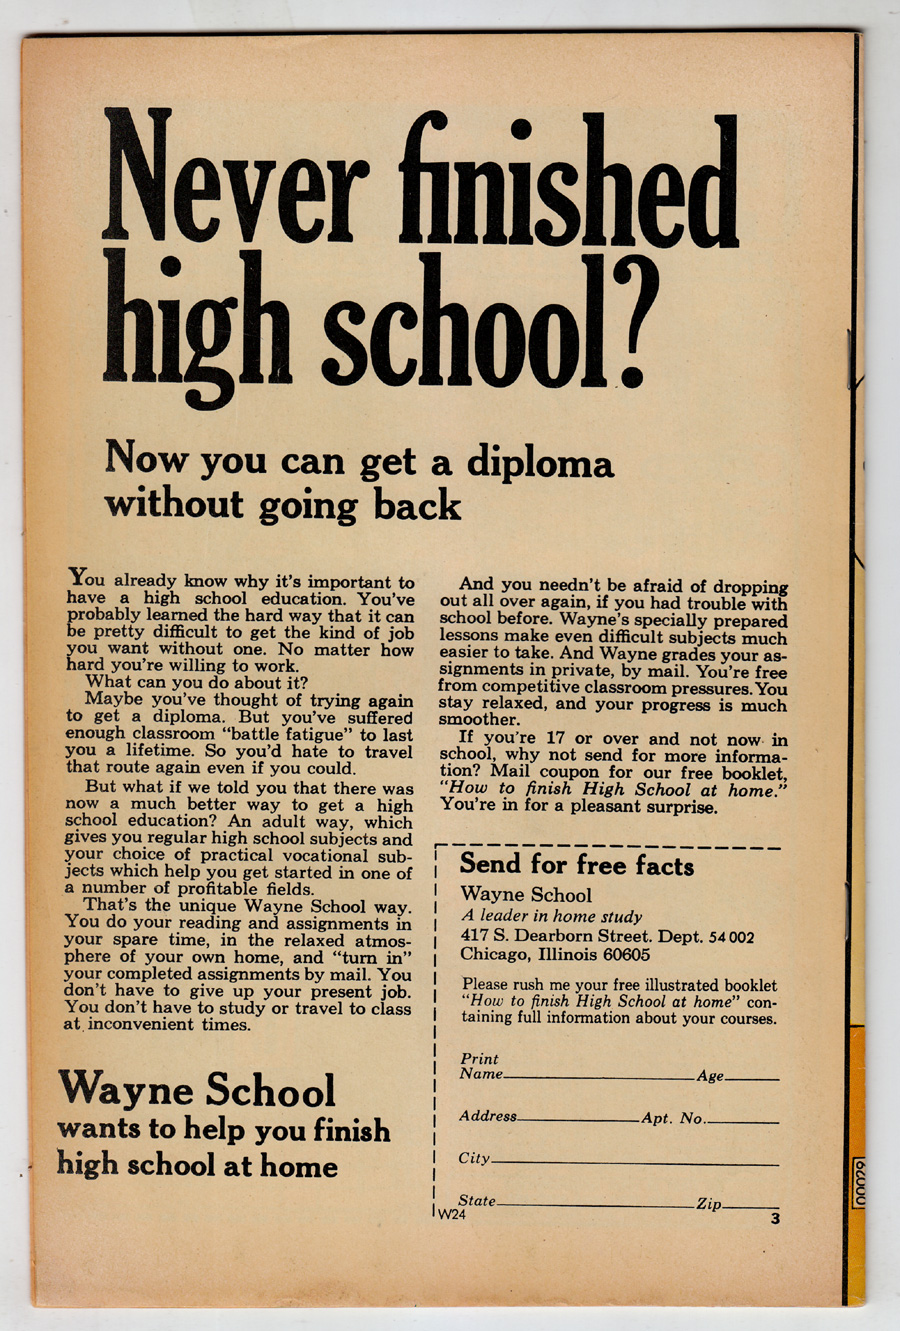 Never finished
high school?
Now you can get a diploma
without going back
You already know why it's important to
have a high school education. You've
probably learned the hard way that it can
be pretty difficult to get the kind of job
you want without one. No matter how
hard you're willing to work.
What can you do about it?
Maybe you've thought of trying again
to get a diploma. But you've suffered
enough classroom “battle fatigue” to last
you a lifetime. So you'd hate to travel
that route again even if you could.
But what if we told you that there was
now a much better way to get a high
school education? An adult way, which
gives you regular high school subjects and
your choice of practical vocational sub-
jects which help you get started in one of
a number of profitable fields.
That's the unique Wayne School way.
You do your reading and assignments in
your spare time, in the relaxed atmos-
phere of your own home, and “turn in”
your completed assignments by mail. You
don't have to give up your present job.
You don't have to study or travel to class
at inconvenient times.
Wayne School
wants to help you finish
high school at home
And you needn't be afraid of dropping
out all over again, if you had trouble with
school before. Wayne's specially prepared
lessons make even difficult subjects much
easier to take. And Wayne grades your as-
signments in private, by mail. You're free
from competitive classroom pressures. You
stay relaxed, and your progress is much
smoother.
If you're 17 or over and not now in
school, why not send for more informa-
tion? Mail coupon for our free booklet,
“How to finish High School at home.”
You're in for a pleasant surprise.
Send for free facts
Wayne School
A leader in home study
417 S. Dearborn Street. Dept. 54 002
Chicago, Illinois 60605
Please rush me your free illustrated booklet
“How to finish High School at home” con-
taining full information about your courses.
Print
Name Age
Address Apt. No.
City
State Zip
W24 3
00029